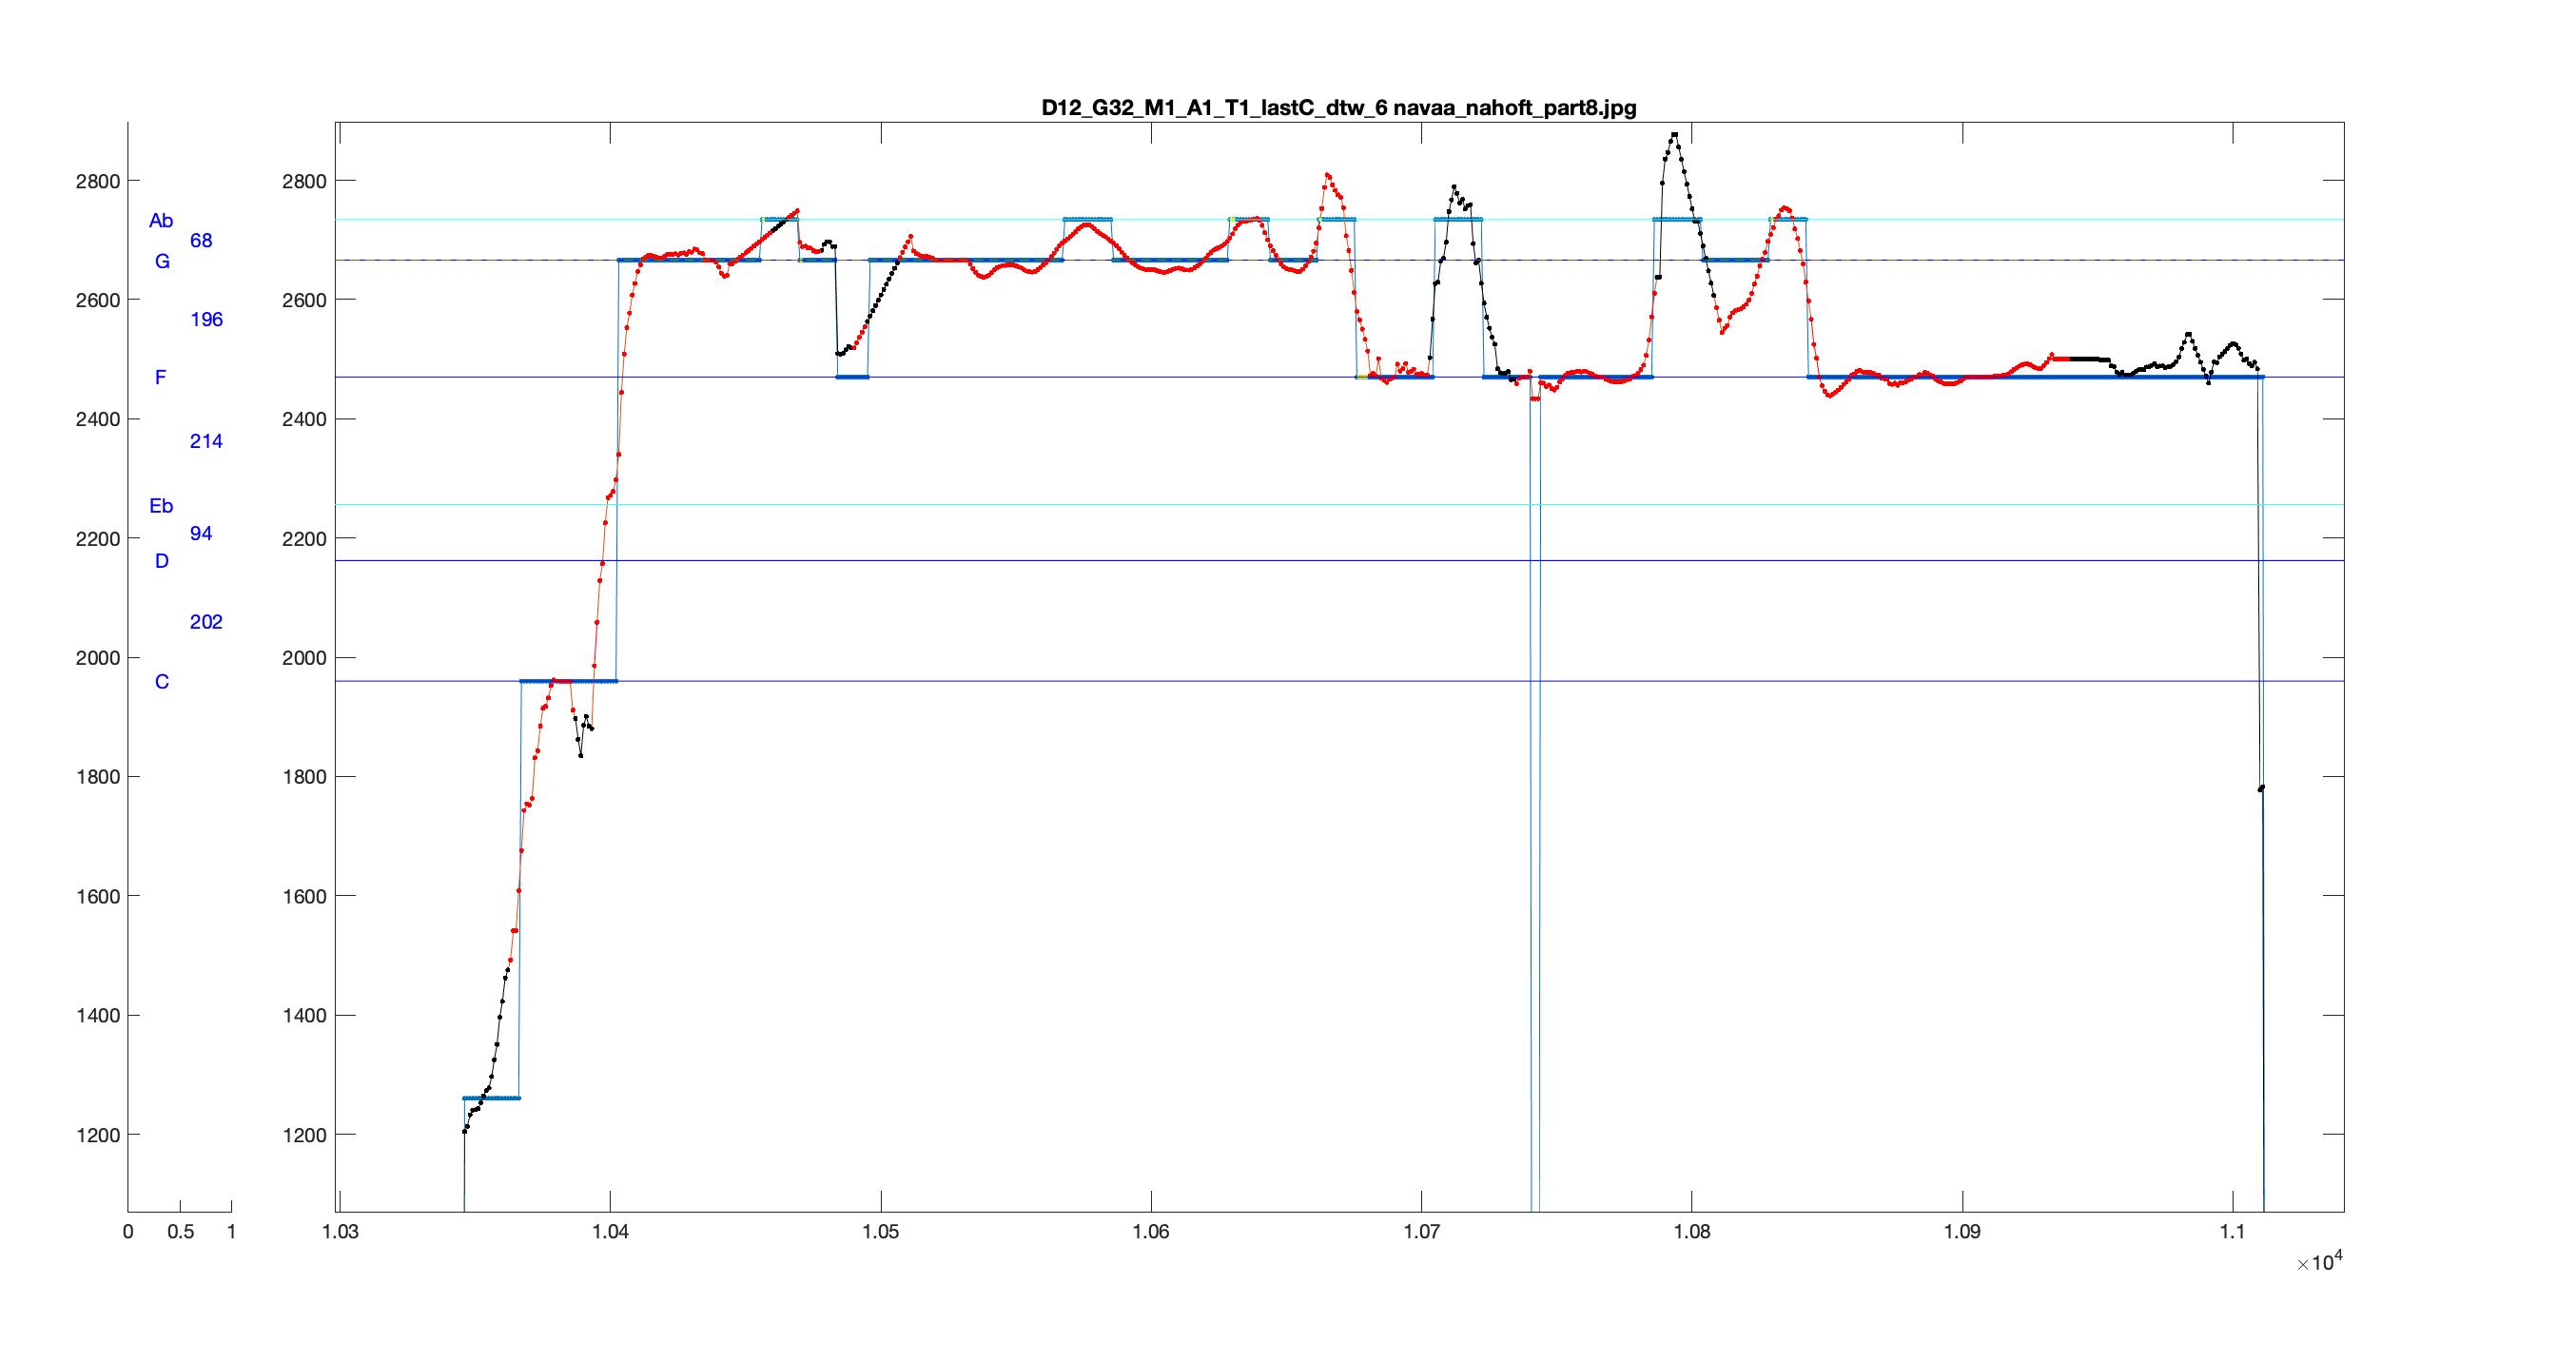 D12_G32_M1_A1_T1_lastC_dtw_6 navaa_nahoft_part8.jpg
2800 2800
Ab
68
G
2600 196 2600
F
2400 214 2400
Eb
2200 94 2200
D
202
2000 2000
C
1800 1800
1600 1600
1400 1400
1200 1200
0 0.5 1 1.03 1.04 1.05 1.06 1.07 1.08 1.09 1.1
×10⁴